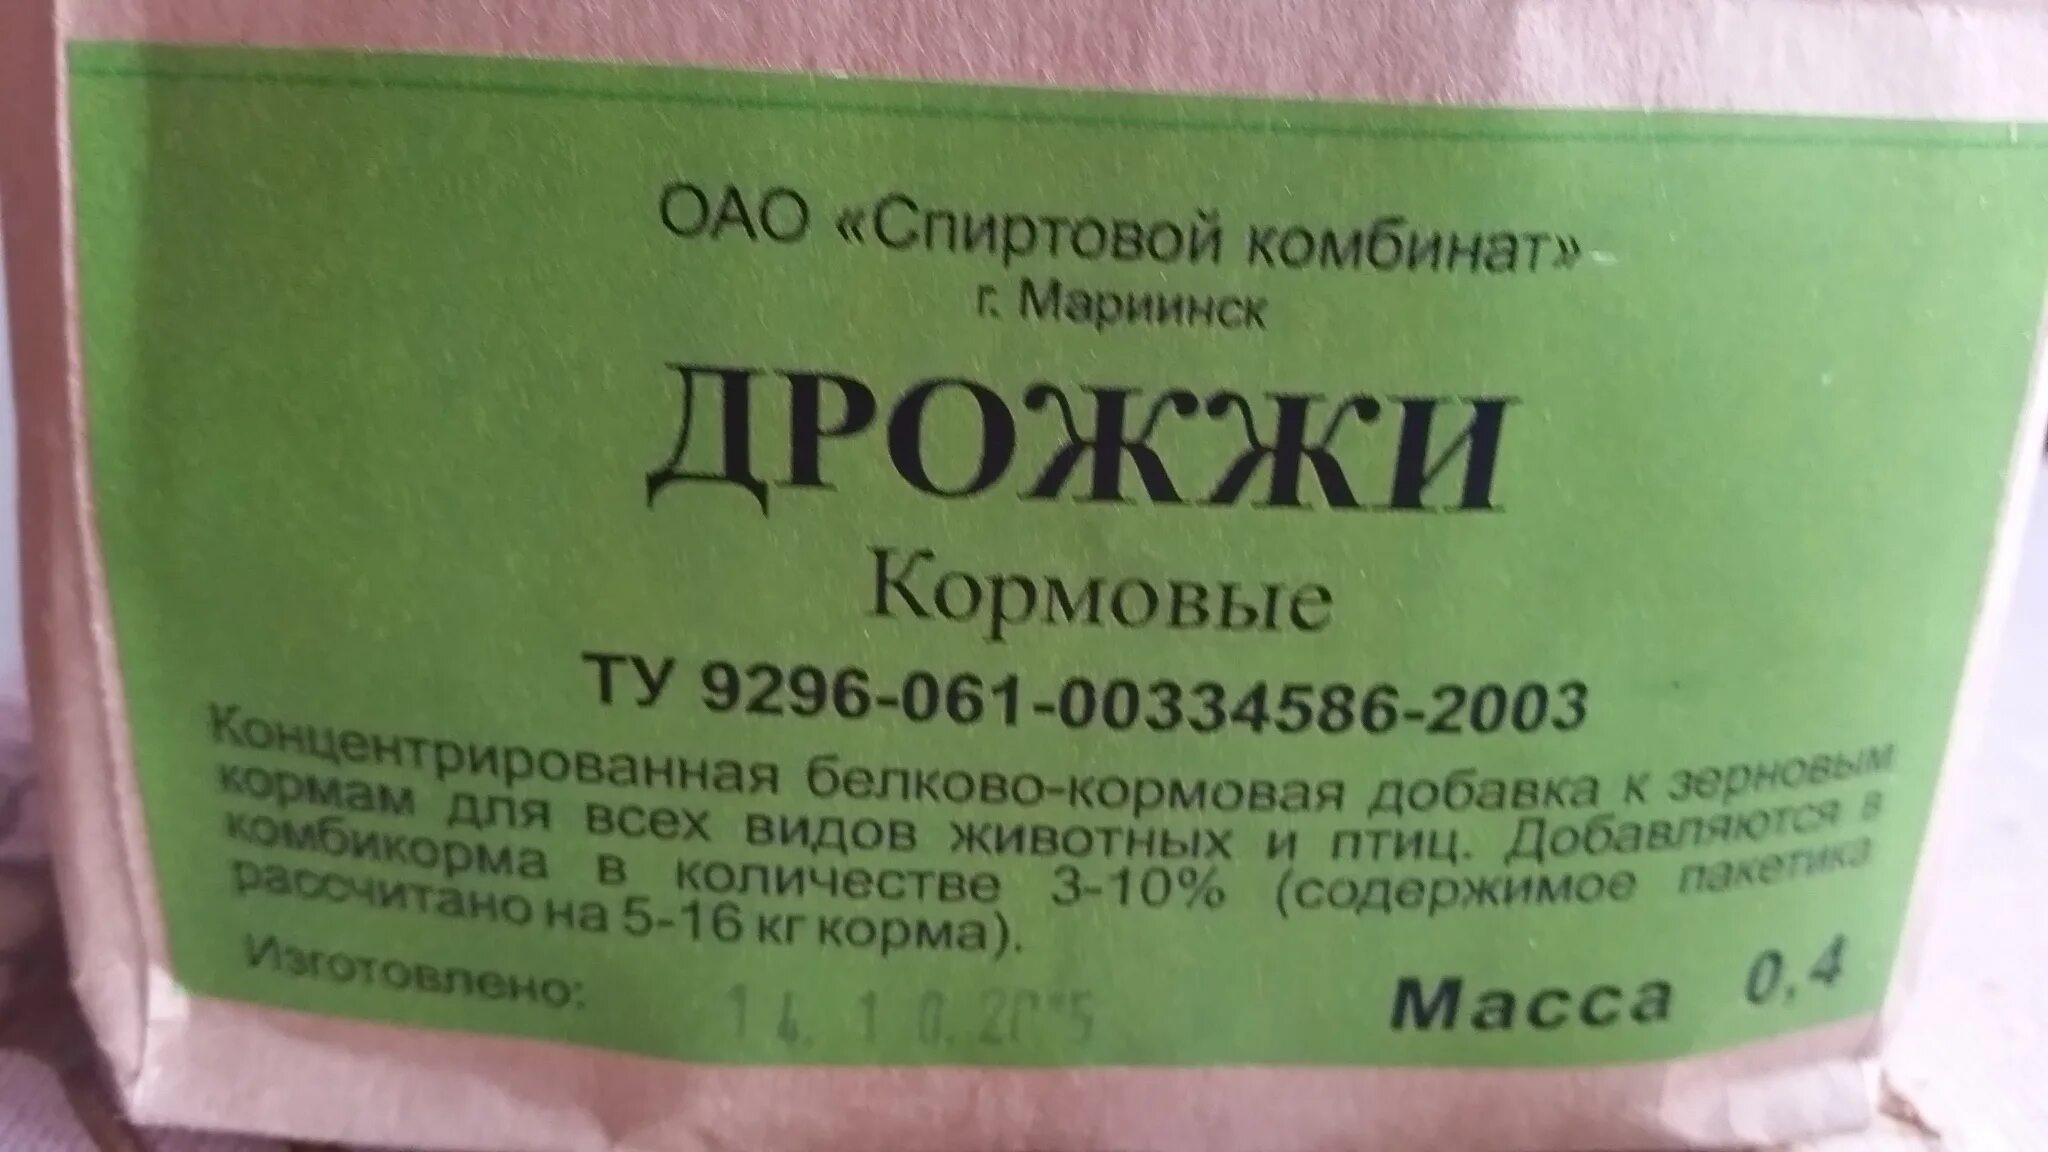 ОАО «Спиртовой комбинат»
г. Мариинск
ДРОЖЖИ
Кормовые
ТУ 9296-061-00334586-2003
Концентрированная белково-кормовая добавка к зерновым
кормам для всех видов животных и птиц. Добавляются в
комбикорма в количестве 3-10% (содержимое пакетика
рассчитано на 5-16 кг корма).
Изготовлено:
Масса 0,4